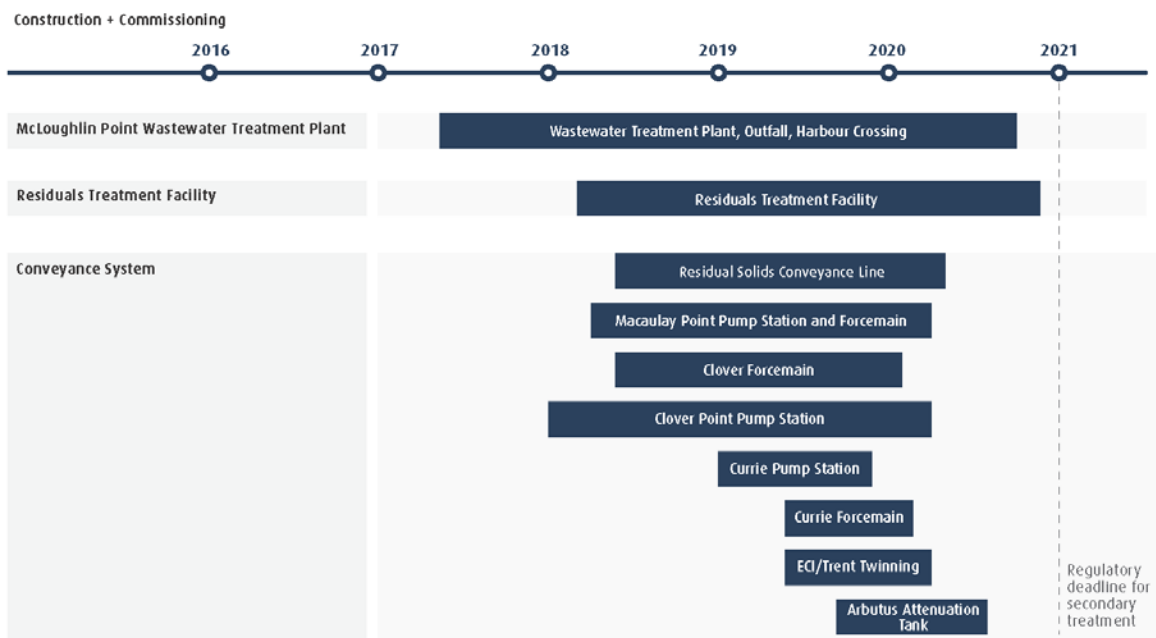 Construction + Commissioning
2016 2017 2018 2019 2020 2021
McLoughlin Point Wastewater Treatment Plant
Wastewater Treatment Plant, Outfall, Harbour Crossing
Residuals Treatment Facility
Residuals Treatment Facility
Conveyance System
Residual Solids Conveyance Line
Macaulay Point Pump Station and Forcemain
Clover Forcemain
Clover Point Pump Station
Currie Pump Station
Currie Forcemain
ECI/Trent Twinning
Arbutus Attenuation
Tank
Regulatory
deadline for
secondary
treatment